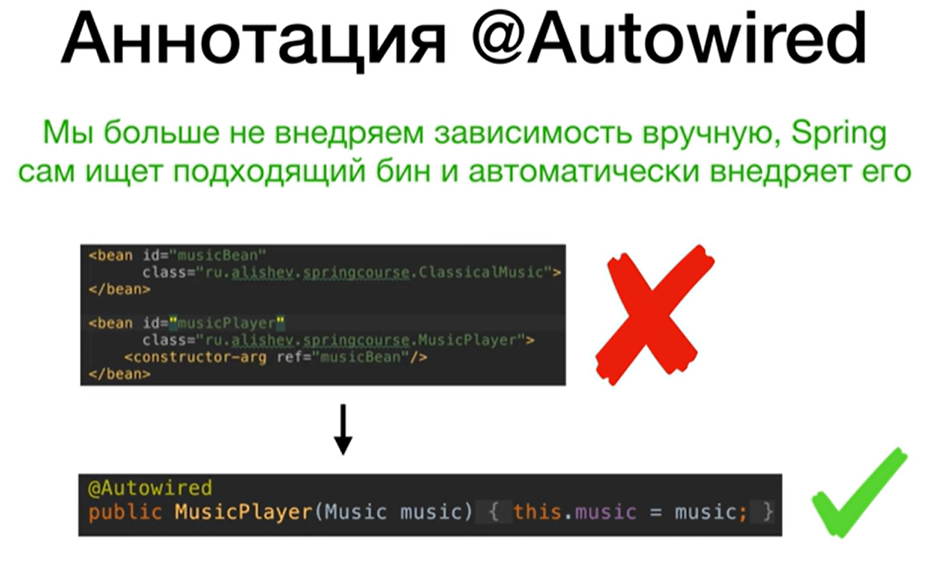 Аннотация @Autowired
Мы больше не внедряем зависимость вручную, Spring
сам ищет подходящий бин и автоматически внедряет его
<bean id="musicBean"
class="ru.alishev.springcourse.ClassicalMusic">
</bean>
<bean id="musicPlayer"
class="ru.alishev.springcourse.MusicPlayer">
<constructor-arg ref="musicBean"/>
</bean>
@Autowired
public MusicPlayer(Music music) { this.music = music; }